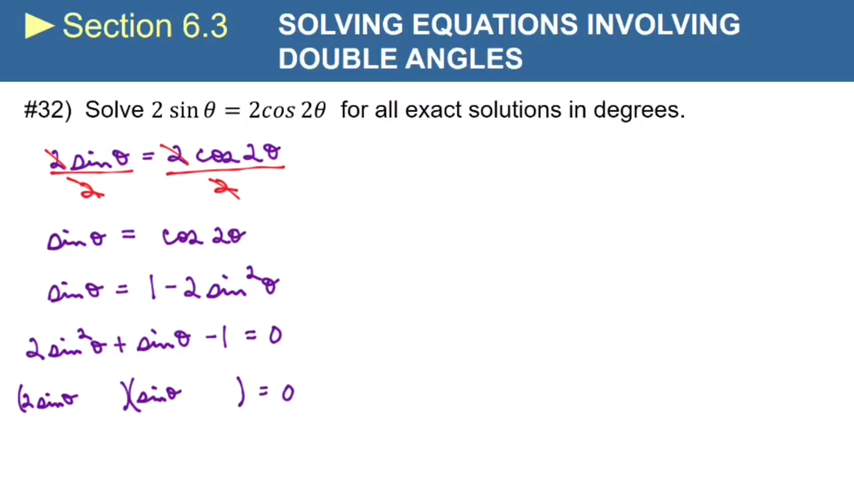 ▶ Section 6.3
SOLVING EQUATIONS INVOLVING
DOUBLE ANGLES
#32) Solve 2 sin θ = 2cos 2θ for all exact solutions in degrees.
2 sin θ = 2 cos 2θ
2 2
sin θ = cos 2θ
sin θ = 1 - 2 sin²θ
2 sin²θ + sin θ - 1 = 0
(2 sin θ )(sin θ ) = 0